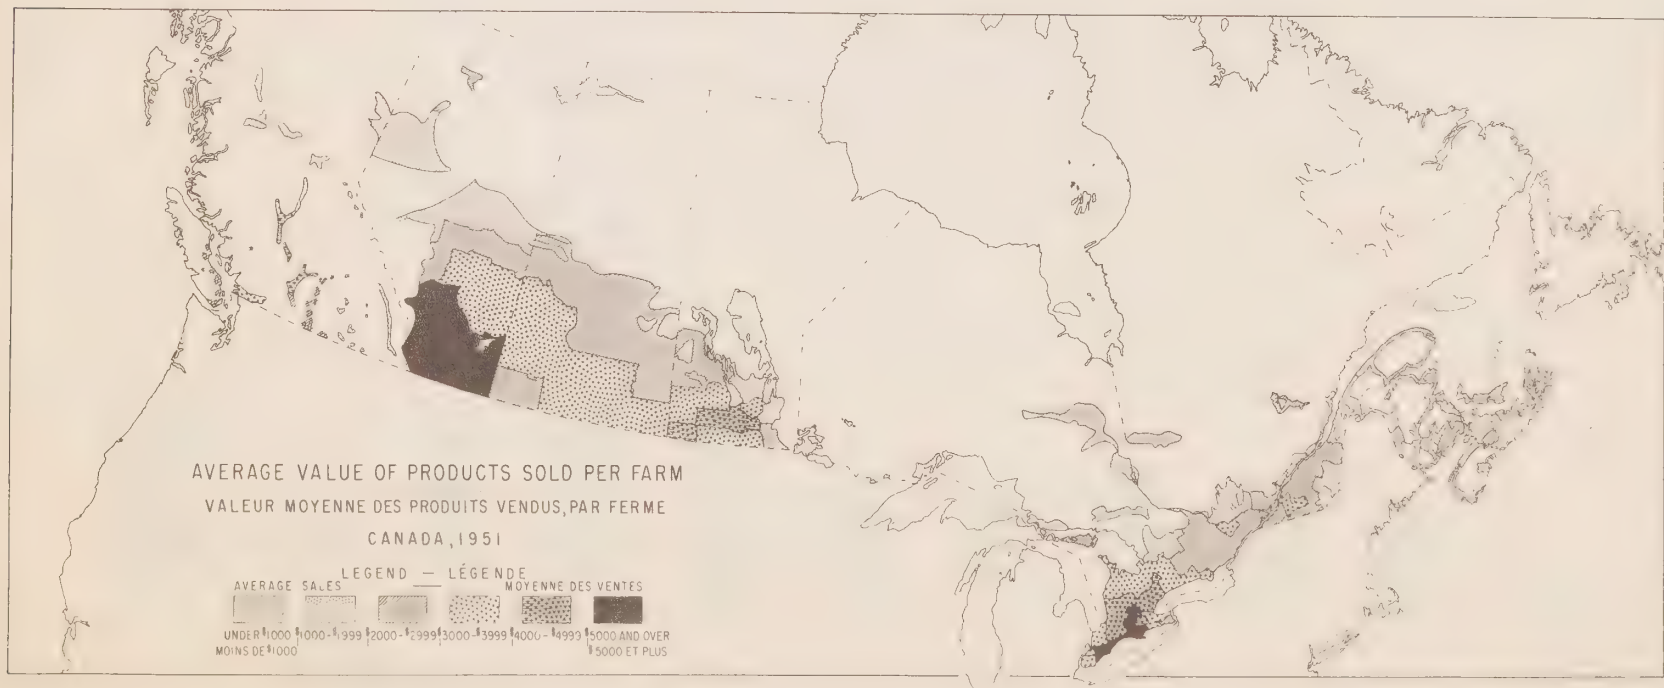 AVERAGE VALUE OF PRODUCTS SOLD PER FARM
VALEUR MOYENNE DES PRODUITS VENDUS, PAR FERME
CANADA, 1951
LEGEND — LÉGENDE
AVERAGE SALES MOYENNE DES VENTES
UNDER $1000 $1000-$1999 $2000-$2999 $3000-$3999 $4000-$4999 $5000 AND OVER
MOINS DE $1000 $5000 ET PLUS